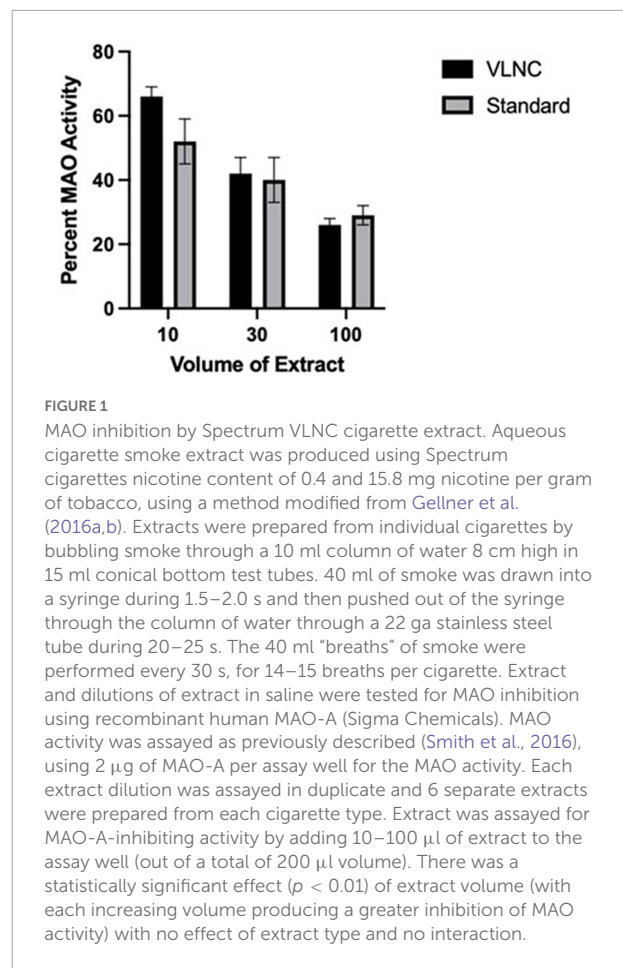 80
60
40
20
0
Percent MAO Activity
10
30
100
Volume of Extract
VLNC
Standard
FIGURE 1
MAO inhibition by Spectrum VLNC cigarette extract. Aqueous
cigarette smoke extract was produced using Spectrum
cigarettes nicotine content of 0.4 and 15.8 mg nicotine per gram
of tobacco, using a method modified from Gellner et al.
(2016a,b). Extracts were prepared from individual cigarettes by
bubbling smoke through a 10 ml column of water 8 cm high in
15 ml conical bottom test tubes. 40 ml of smoke was drawn into
a syringe during 1.5–2.0 s and then pushed out of the syringe
through the column of water through a 22 ga stainless steel
tube during 20–25 s. The 40 ml “breaths” of smoke were
performed every 30 s, for 14–15 breaths per cigarette. Extract
and dilutions of extract in saline were tested for MAO inhibition
using recombinant human MAO-A (Sigma Chemicals). MAO
activity was assayed as previously described (Smith et al., 2016),
using 2 μg of MAO-A per assay well for the MAO activity. Each
extract dilution was assayed in duplicate and 6 separate extracts
were prepared from each cigarette type. Extract was assayed for
MAO-A-inhibiting activity by adding 10–100 μl of extract to the
assay well (out of a total of 200 μl volume). There was a
statistically significant effect (p < 0.01) of extract volume (with
each increasing volume producing a greater inhibition of MAO
activity) with no effect of extract type and no interaction.